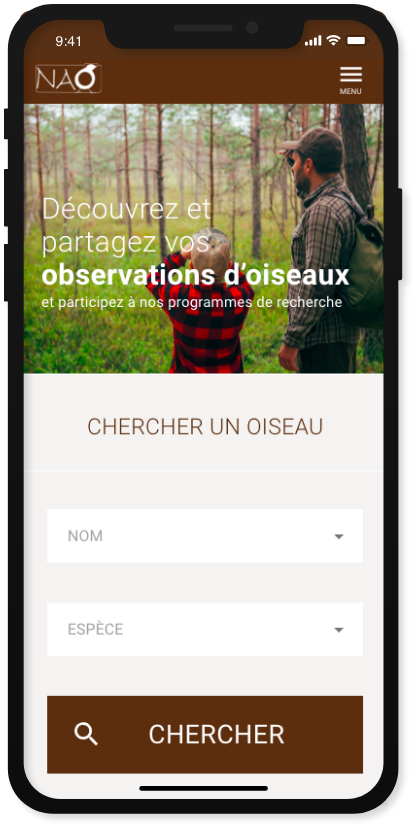 9:41
NAO
MENU
Découvrez et
partagez vos
observations d'oiseaux
et participez à nos programmes de recherche
CHERCHER UN OISEAU
NOM
ESPÈCE
CHERCHER